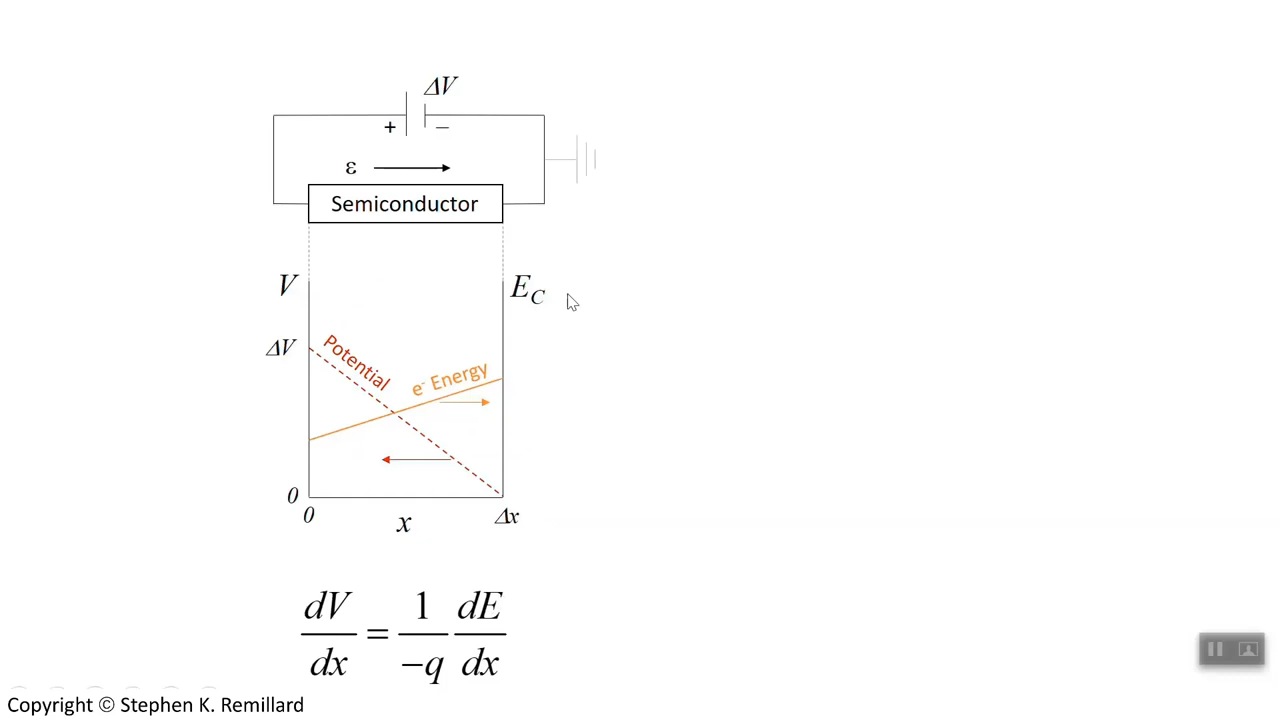 ΔV
+ −
ε
Semiconductor
V
E_C
ΔV
Potential
e⁻ Energy
0
0
x
Δx
dV/dx = 1/−q dE/dx
Copyright © Stephen K. Remillard